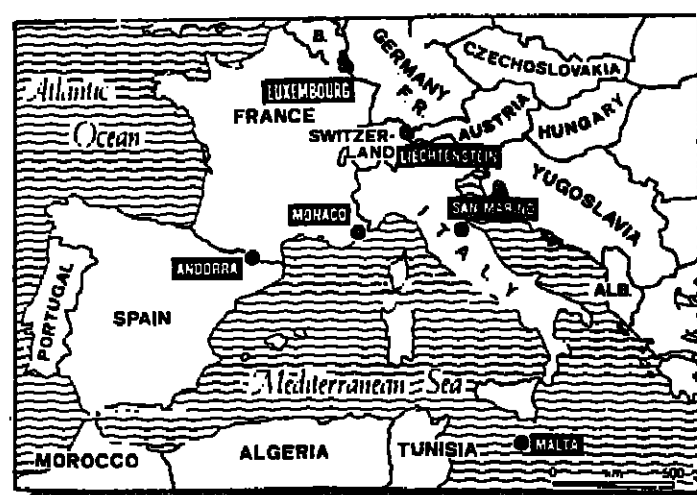 Atlantic
Ocean
B.
GERMANY
F. R.
CZECHOSLOVAKIA
LUXEMBOURG
FRANCE
SWITZER-
LAND
AUSTRIA
HUNGARY
LIECHTENSTEIN
YUGOSLAVIA
MONACO
SAN MARINO
ITALY
ANDORRA
ALB.
PORTUGAL
SPAIN
Mediterranean Sea
MOROCCO
ALGERIA
TUNISIA
MALTA
0 km 500